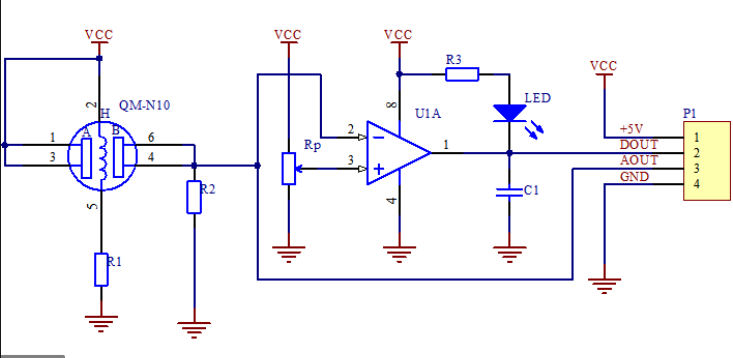 VCC
VCC
VCC
R3
VCC
2
H
QM-N10
8
U1A
LED
P1
1
A
B
6
2
1
+5V
1
DOUT
2
3
4
Rp
3
AOUT
3
GND
4
R2
4
C1
5
R1